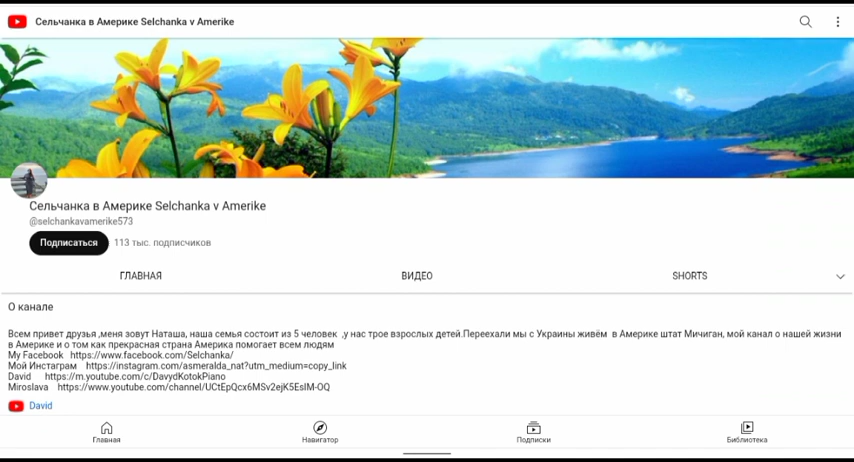 Сельчанка в Америке Selchanka v Amerike
Сельчанка в Америке Selchanka v Amerike
@selchankavamerike573
Подписаться 113 тыс. подписчиков
ГЛАВНАЯ ВИДЕО SHORTS
О канале
Всем привет друзья ,меня зовут Наташа, наша семья состоит из 5 человек ,у нас трое взрослых детей.Переехали мы с Украины живём в Америке штат Мичиган, мой канал о нашей жизни
в Америке и о том как прекрасная страна Америка помогает всем людям
My Facebook https://www.facebook.com/Selchanka/
Мой Инстаграм https://instagram.com/asmeralda_nat?utm_medium=copy_link
David https://m.youtube.com/c/DavydKotokPiano
Miroslava https://www.youtube.com/channel/UCtEpQcx6MSv2ejK5EsIM-OQ
David
Главная Навигатор Подписки Библиотека